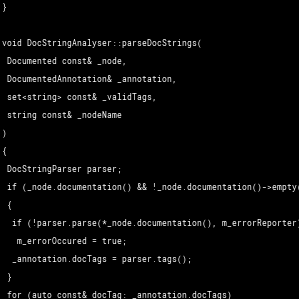 }
void DocStringAnalyser::parseDocStrings(
Documented const& _node,
DocumentedAnnotation& _annotation,
set<string> const& _validTags,
string const& _nodeName
)
{
DocStringParser parser;
if (_node.documentation() && !_node.documentation()->empty(
{
if (!parser.parse(*_node.documentation(), m_errorReporter)
m_errorOccured = true;
_annotation.docTags = parser.tags();
}
for (auto const& docTag: _annotation.docTags)